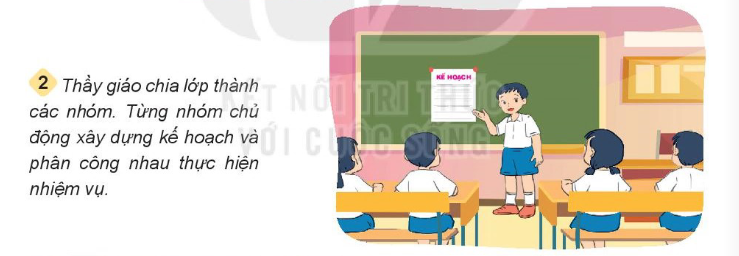 2 Thầy giáo chia lớp thành
các nhóm. Từng nhóm chủ
động xây dựng kế hoạch và
phân công nhau thực hiện
nhiệm vụ.
KẾ HOẠCH
KẾT NỐI TRI THỨC
VỚI CUỘC SỐNG